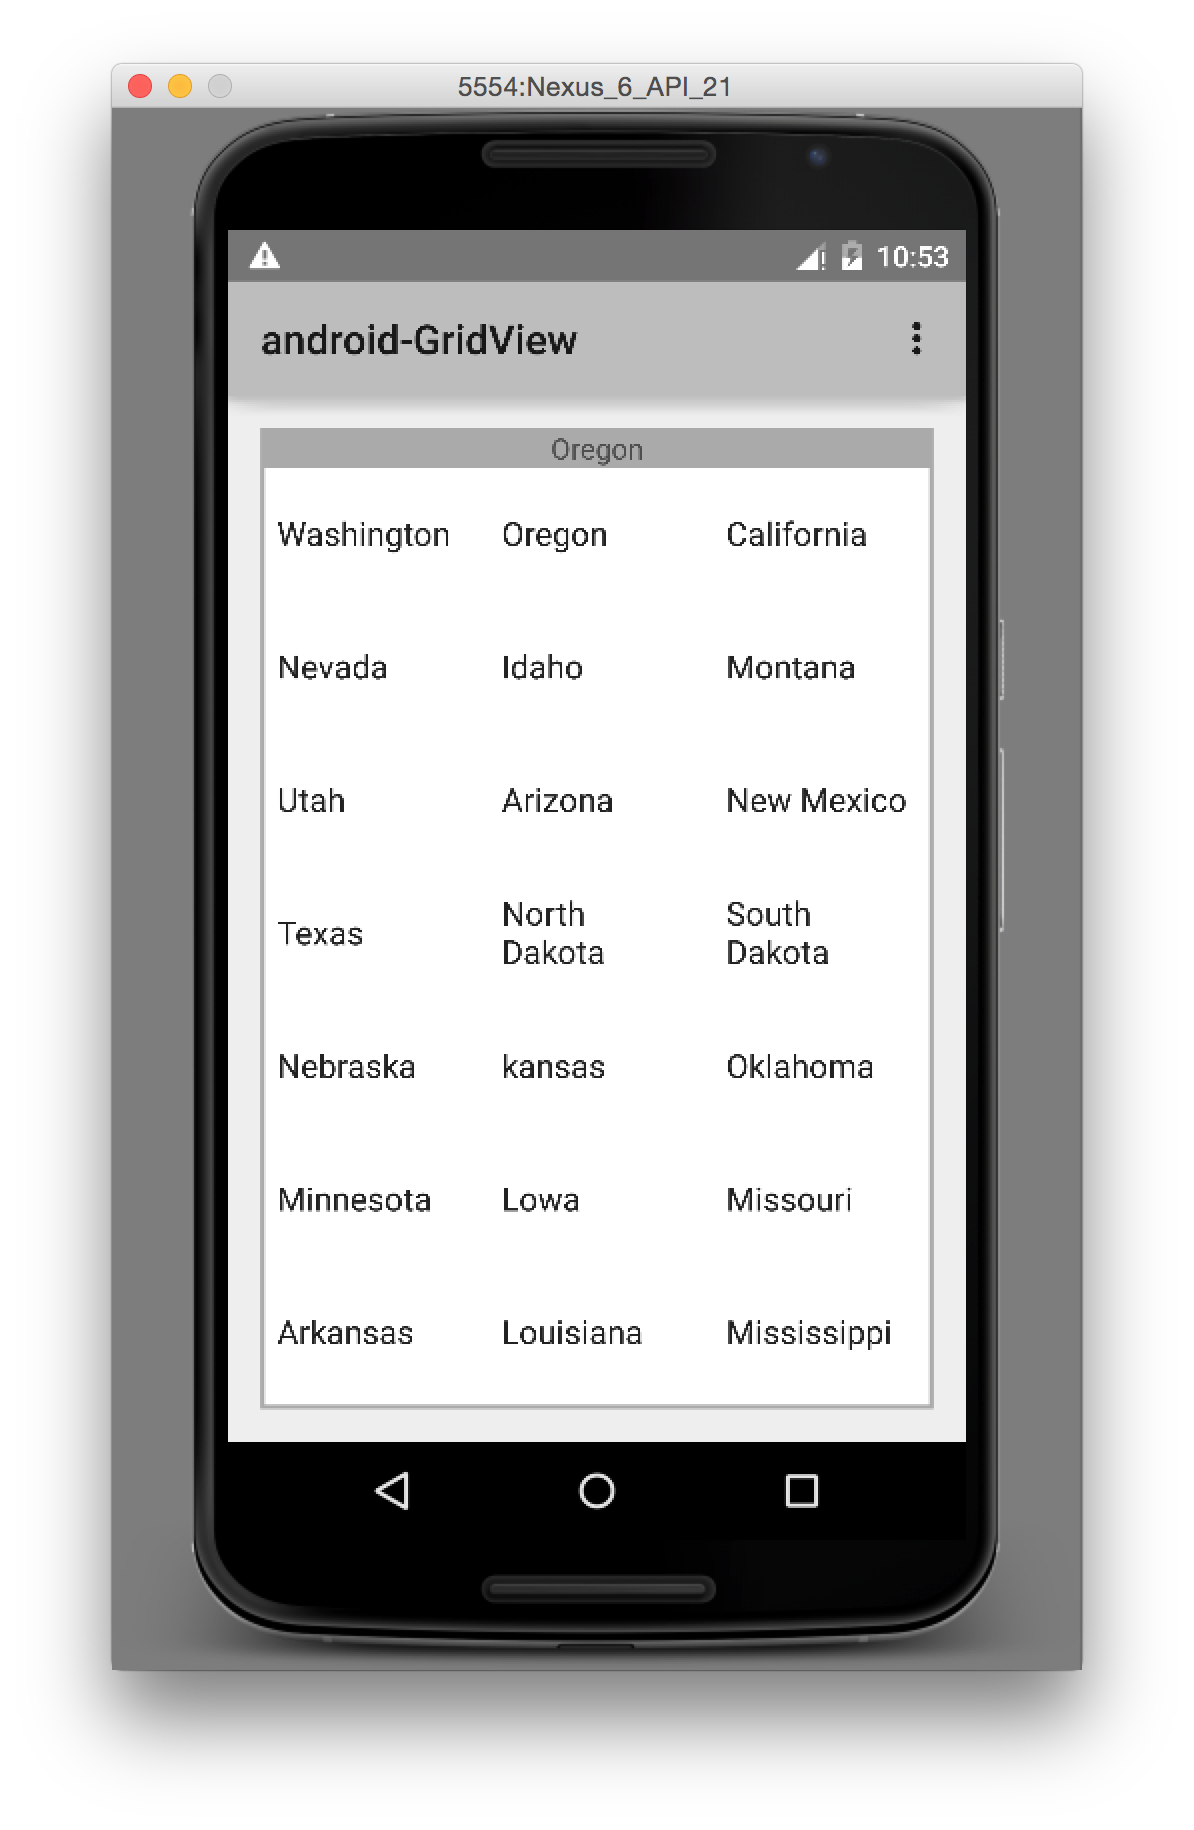 5554:Nexus_6_API_21
10:53
android-GridView
Oregon
Washington Oregon California
Nevada Idaho Montana
Utah Arizona New Mexico
Texas North Dakota South Dakota
Nebraska kansas Oklahoma
Minnesota Lowa Missouri
Arkansas Louisiana Mississippi